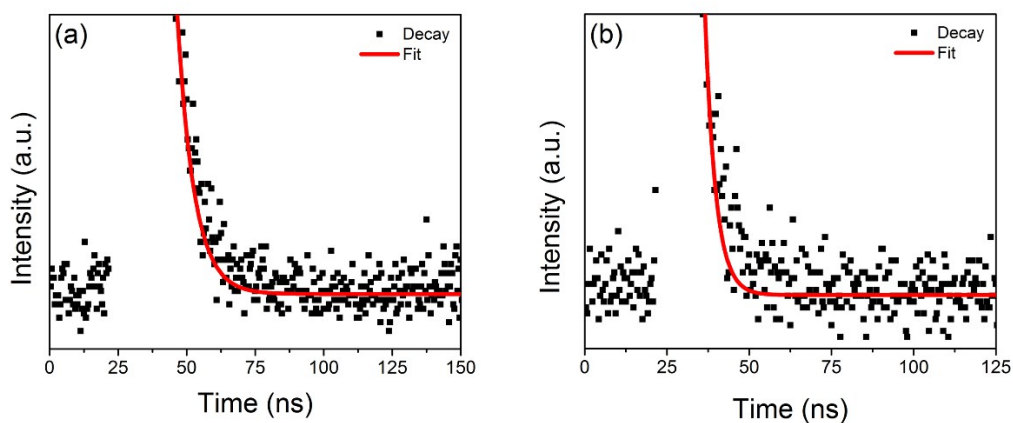 (a)
Decay
Fit
Intensity (a.u.)
0 25 50 75 100 125 150
Time (ns)
(b)
Decay
Fit
Intensity (a.u.)
0 25 50 75 100 125
Time (ns)